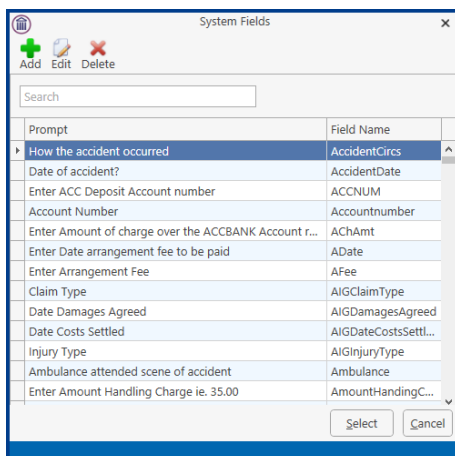 System Fields
Add Edit Delete
Search
Prompt Field Name
How the accident occurred AccidentCircs
Date of accident? AccidentDate
Enter ACC Deposit Account number ACCNUM
Account Number Accountnumber
Enter Amount of charge over the ACCBANK Account r... AChAmt
Enter Date arrangement fee to be paid ADate
Enter Arrangement Fee AFee
Claim Type AIGClaimType
Date Damages Agreed AIGDamagesAgreed
Date Costs Settled AIGDateCostsSettl...
Injury Type AIGInjuryType
Ambulance attended scene of accident Ambulance
Enter Amount Handling Charge ie. 35.00 AmountHandingC...
Select Cancel